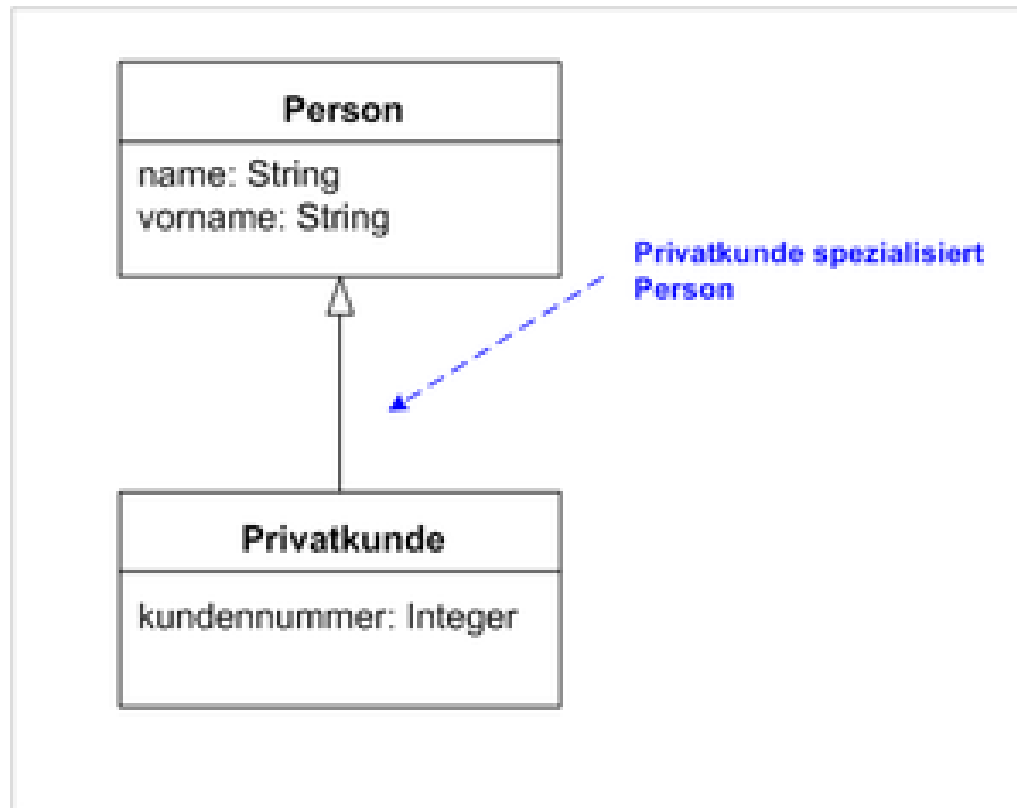 Person
name: String
vorname: String
Privatkunde spezialisiert
Person
Privatkunde
kundennummer: Integer